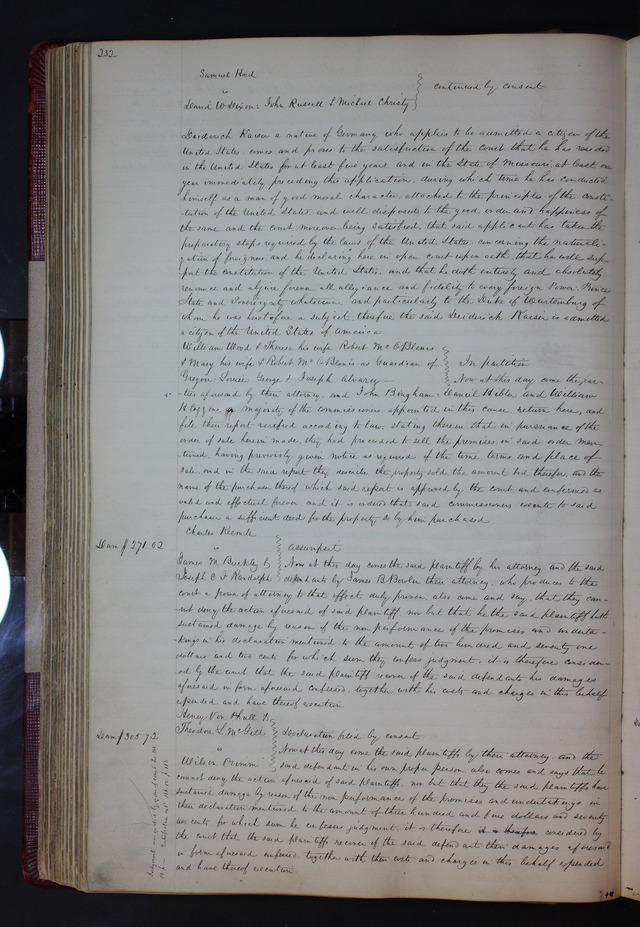 232
Samuel Hord
vs
David W Dixon, John Russell & Michael Christy
continued by consent
Deiderich Kaiser a native of Germany who applies to be admitted a citizen of the
United States comes and proves to the satisfaction of the court that he has resided
in the United States for at least five years, and in the State of Missouri at least one
year immediately preceding this application, during which time he has conducted
himself as a man of good moral character, attached to the principles of the consti-
-tution of the United States, and well disposed to the good order and happiness of
the same and the court moreover being satisfied that said applicant has taken the
preparatory steps required by the laws of the United States concerning the naturali-
zation of foreigners, and he declaring here in open court upon oath, that he will sup-
port the constitution of the United States, and that he doth entirely and absolutely
renounce and abjure forever all allegiance and fidelity to every foreign Power, Prince
State and Sovereignty whatsoever, and particularly to the Duke of Wurtemburg of
whom he was heretofore a subject, therefore the said Deiderich Kaiser is admitted
a citizen of the United States of America
William Wood & Therese his wife Robert Mc OBlenis
& Mary his wife & Robert Mc OBlenis as Guardian of
Gregoire Louise George & Joseph Alvarez
In partition
Now at this day come the par-
ties aforesaid by their attorney, and John Bingham, Daniel Hibler and William
Higgins a majority of the commissioners appointed in this cause, return here, and
file their report verified according to law, stating therein that in pursuance of the
order of sale herein made, they had proceeded to sell the premises in said order men-
tioned, having previously given notice as required of the time, terms and place of
sale, and in the said report they describe the property sold, the amount bid therefor, and the
name of the purchaser thereof which said report is approved by the court and confirmed as
valid and effectual forever, and it is ordered that said commissioners execute to said
purchaser a sufficient deed for the property so by him purchased
Charles Keemle
Dam $271.02
vs
assumpsit
James M. Buckley &
Joseph C. F. Randolph
Now at this day comes the said plaintiff by his attorney and the said
defendants by James B. Bowlin their attorney, who produces to the
court a power of attorney to that effect duly proven, also come and say, that they can-
not deny the action aforesaid of said plaintiff, nor but that he the said plaintiff hath
sustained damage by reason of the non performance of the promises and underta-
kings in his declaration mentioned to the amount of two hundred and seventy one
dollars and two cents for which sum they confess judgment, it is therefore consider-
ed by the court that the said plaintiff recover of the said defendants his damages
aforesaid in form aforesaid confessed, together with his costs and charges in this behalf
expended, and have thereof execution.
Henry Von Phull &
Theodore L. McGill
Dam $305.72
Declaration filed by consent
vs
Wilson Primm
Now at this day come the said plaintiffs by their attorney, and the
said defendant in his own proper person, also comes and says that he
cannot deny the action aforesaid of said plaintiffs, nor but that they the said plaintiffs have
sustained damage by reason of the non performance of the promises and undertakings in
their declaration mentioned to the amount of three hundred and five dollars and seventy
two cents for which sum he confesses judgment, it is therefore it is therefore considered by
the court that the said plaintiffs recover of the said defendant their damages aforesaid
in form aforesaid confessed together with their costs and charges in this behalf expended
and have thereof execution